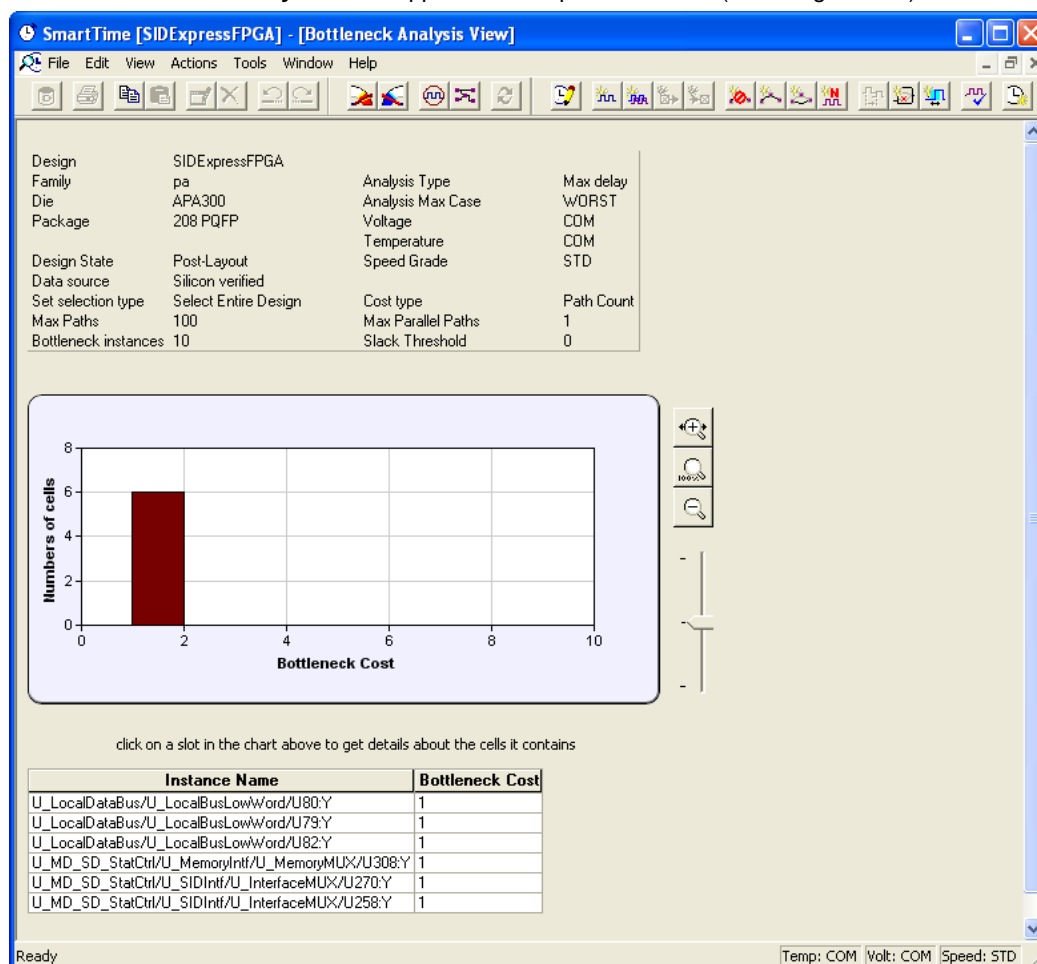 SmartTime [SIDExpressFPGA] - [Bottleneck Analysis View]
File Edit View Actions Tools Window Help
Design SIDExpressFPGA
Family pa Analysis Type Max delay
Die APA300 Analysis Max Case WORST
Package 208 PQFP Voltage COM
Temperature COM
Design State Post-Layout Speed Grade STD
Data source Silicon verified
Set selection type Select Entire Design Cost type Path Count
Max Paths 100 Max Parallel Paths 1
Bottleneck instances 10 Slack Threshold 0
8
6
4
2
0
Numbers of cells
0 2 4 6 8 10
Bottleneck Cost
100%
click on a slot in the chart above to get details about the cells it contains
Instance Name Bottleneck Cost
U_LocalDataBus/U_LocalBusLowWord/U80:Y 1
U_LocalDataBus/U_LocalBusLowWord/U79:Y 1
U_LocalDataBus/U_LocalBusLowWord/U82:Y 1
U_MD_SD_StatCtrl/U_MemoryIntf/U_MemoryMUX/U308:Y 1
U_MD_SD_StatCtrl/U_SIDIntf/U_InterfaceMUX/U270:Y 1
U_MD_SD_StatCtrl/U_SIDIntf/U_InterfaceMUX/U258:Y 1
Ready Temp: COM Volt: COM Speed: STD